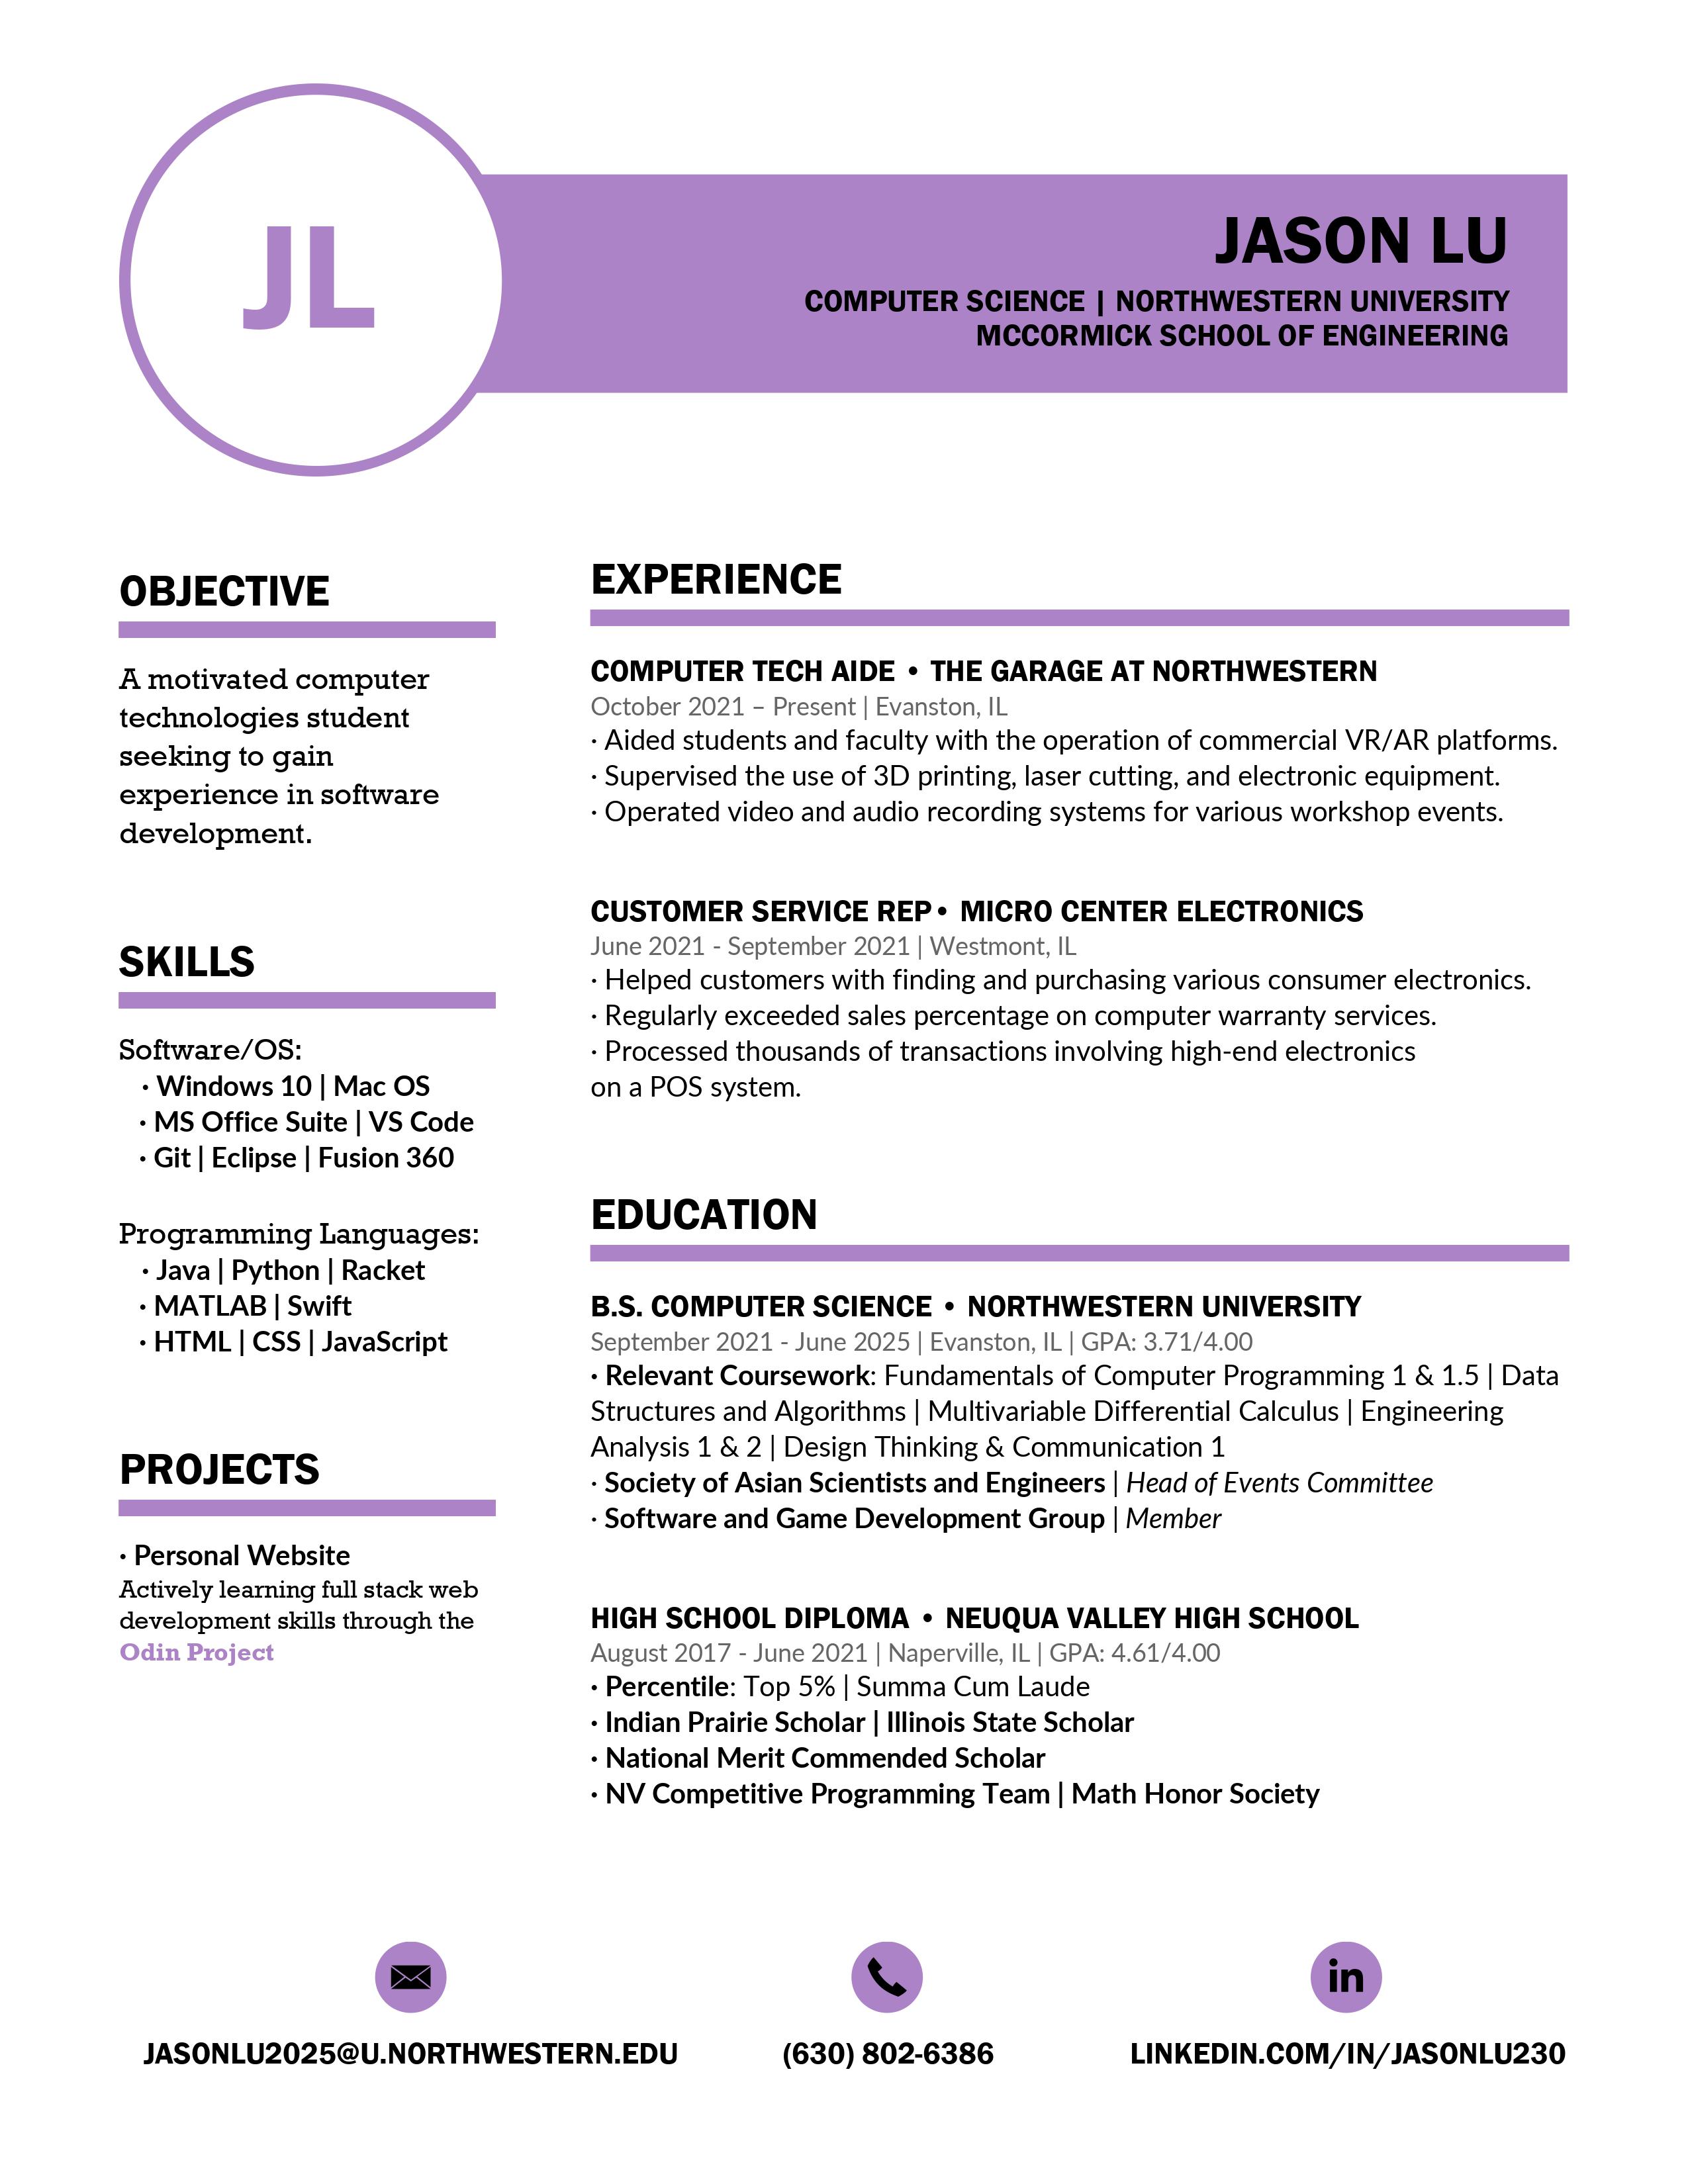 JL
JASON LU
COMPUTER SCIENCE | NORTHWESTERN UNIVERSITY
MCCORMICK SCHOOL OF ENGINEERING
OBJECTIVE
A motivated computer
technologies student
seeking to gain
experience in software
development.
SKILLS
Software/OS:
· Windows 10 | Mac OS
· MS Office Suite | VS Code
· Git | Eclipse | Fusion 360
Programming Languages:
· Java | Python | Racket
· MATLAB | Swift
· HTML | CSS | JavaScript
PROJECTS
· Personal Website
Actively learning full stack web
development skills through the
Odin Project
EXPERIENCE
COMPUTER TECH AIDE • THE GARAGE AT NORTHWESTERN
October 2021 – Present | Evanston, IL
· Aided students and faculty with the operation of commercial VR/AR platforms.
· Supervised the use of 3D printing, laser cutting, and electronic equipment.
· Operated video and audio recording systems for various workshop events.
CUSTOMER SERVICE REP• MICRO CENTER ELECTRONICS
June 2021 - September 2021 | Westmont, IL
· Helped customers with finding and purchasing various consumer electronics.
· Regularly exceeded sales percentage on computer warranty services.
· Processed thousands of transactions involving high-end electronics
on a POS system.
EDUCATION
B.S. COMPUTER SCIENCE • NORTHWESTERN UNIVERSITY
September 2021 - June 2025 | Evanston, IL | GPA: 3.71/4.00
· Relevant Coursework: Fundamentals of Computer Programming 1 & 1.5 | Data
Structures and Algorithms | Multivariable Differential Calculus | Engineering
Analysis 1 & 2 | Design Thinking & Communication 1
· Society of Asian Scientists and Engineers | Head of Events Committee
· Software and Game Development Group | Member
HIGH SCHOOL DIPLOMA • NEUQUA VALLEY HIGH SCHOOL
August 2017 - June 2021 | Naperville, IL | GPA: 4.61/4.00
· Percentile: Top 5% | Summa Cum Laude
· Indian Prairie Scholar | Illinois State Scholar
· National Merit Commended Scholar
· NV Competitive Programming Team | Math Honor Society
in
JASONLU2025@U.NORTHWESTERN.EDU
(630) 802-6386
LINKEDIN.COM/IN/JASONLU230